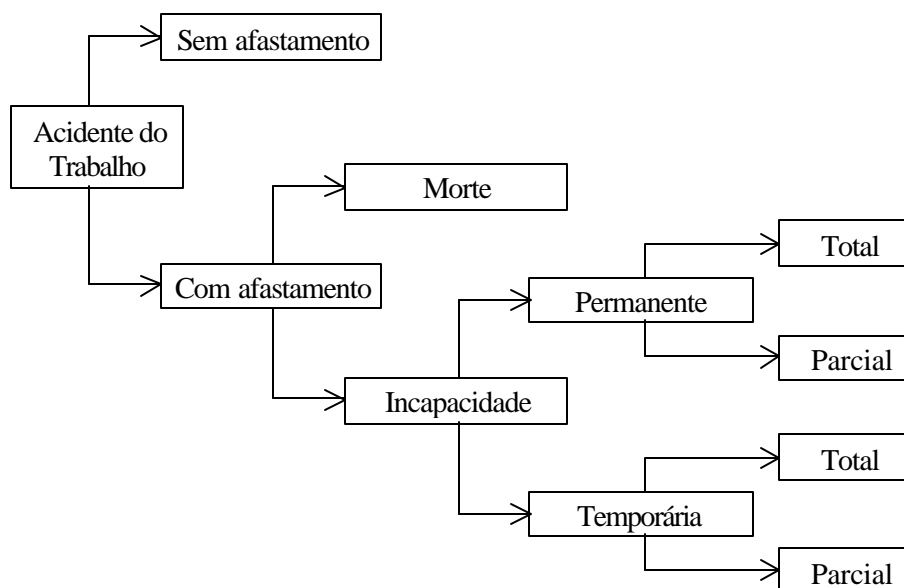 Sem afastamento
Acidente do
Trabalho
Morte
Total
Com afastamento
Permanente
Parcial
Incapacidade
Total
Temporária
Parcial